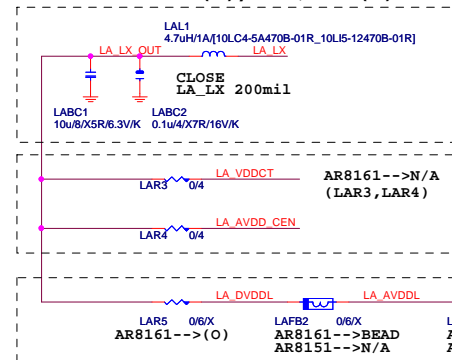 LAL1
4.7uH/1A/[10LC4-5A470B-01R_10LI5-12470B-01R]
LA_LX_OUT
LA_LX
CLOSE
LA_LX 200mil
LABC1
10u/8/X5R/6.3V/K
LABC2
0.1u/4/X7R/16V/K
LA_VDDCT
LAR3
0/4
AR8161-->N/A
(LAR3,LAR4)
LA_AVDD_CEN
LAR4
0/4
LA_DVDDL
LA_AVDDL
LAR5
0/6/X
AR8161-->(O)
LAFB2
0/6/X
AR8161-->BEAD
AR8151-->N/A